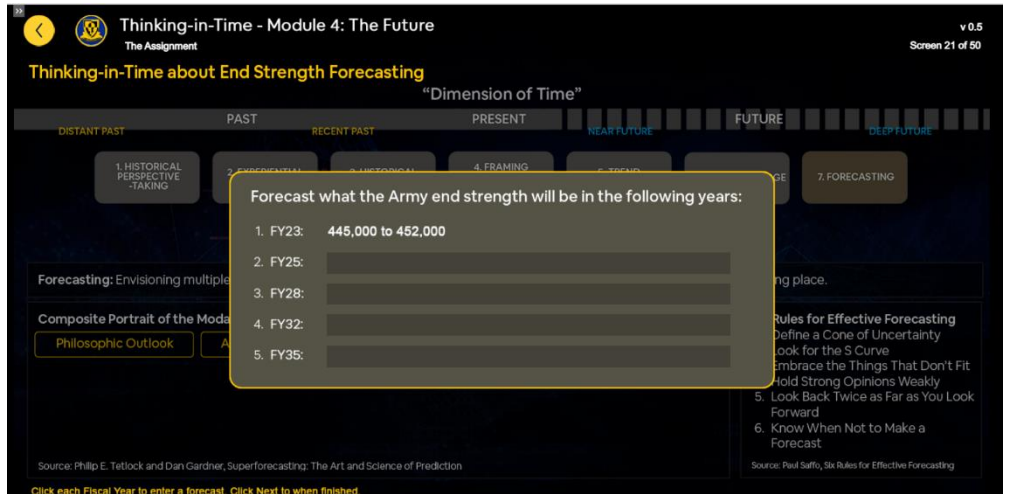 »
Thinking-in-Time - Module 4: The Future
The Assignment
v 0.5
Screen 21 of 50
Thinking-in-Time about End Strength Forecasting
"Dimension of Time"
PAST
PRESENT
FUTURE
DISTANT PAST
RECENT PAST
NEAR FUTURE
DEEP FUTURE
1. HISTORICAL
PERSPECTIVE
-TAKING
4. FRAMING
7. FORECASTING
Forecast what the Army end strength will be in the following years:
1. FY23: 445,000 to 452,000
2. FY25:
3. FY28:
4. FY32:
5. FY35:
Forecasting: Envisioning multiple
place.
Composite Portrait of the
Philosophic Outlook
Rules for Effective Forecasting
Define a Cone of Uncertainty
Look for the S Curve
Embrace the Things That Don't Fit
Hold Strong Opinions Weakly
5. Look Back Twice as Far as You Look
Forward
6. Know When Not to Make a
Forecast
Source: Philip E. Tetlock and Dan Gardner, Superforecasting: The Art and Science of Prediction
Source: Paul Saffo, Six Rules for Effective Forecasting
Click each Fiscal Year to enter a forecast. Click Next to when finished.